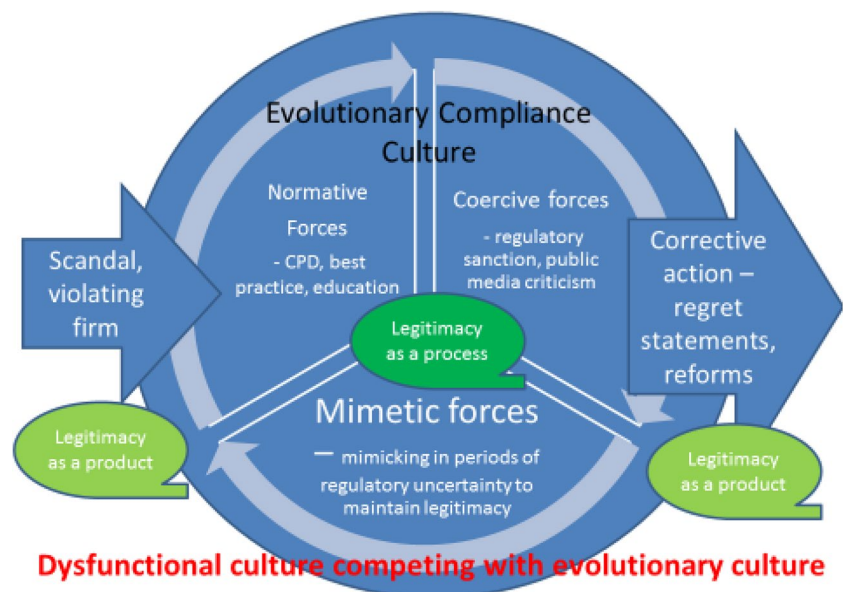 Evolutionary Compliance
Culture
Normative
Forces
- CPD, best
practice, education
Coercive forces
- regulatory
sanction, public
media criticism
Scandal,
violating
firm
Corrective
action –
regret
statements,
reforms
Legitimacy
as a process
Mimetic forces
– mimicking in periods of
regulatory uncertainty to
maintain legitimacy
Legitimacy
as a product
Legitimacy
as a product
Dysfunctional culture competing with evolutionary culture